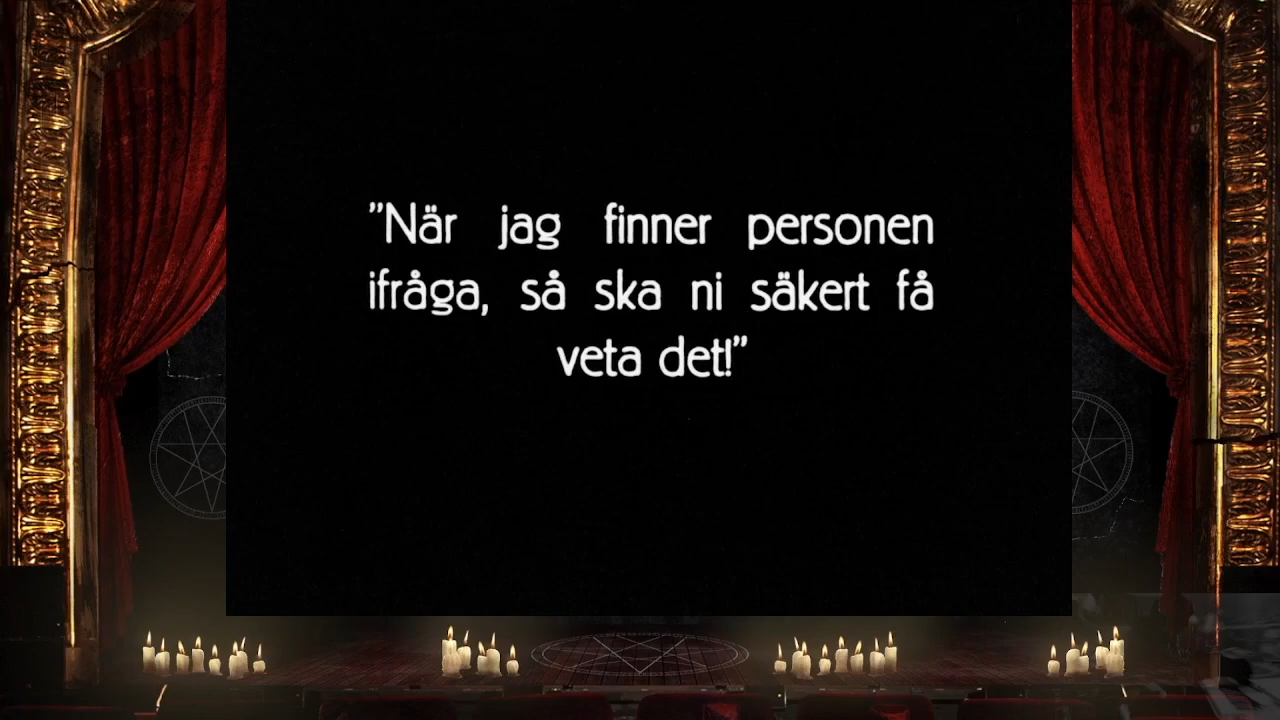 ”När jag finner personen
ifråga, så ska ni säkert få
veta det!”